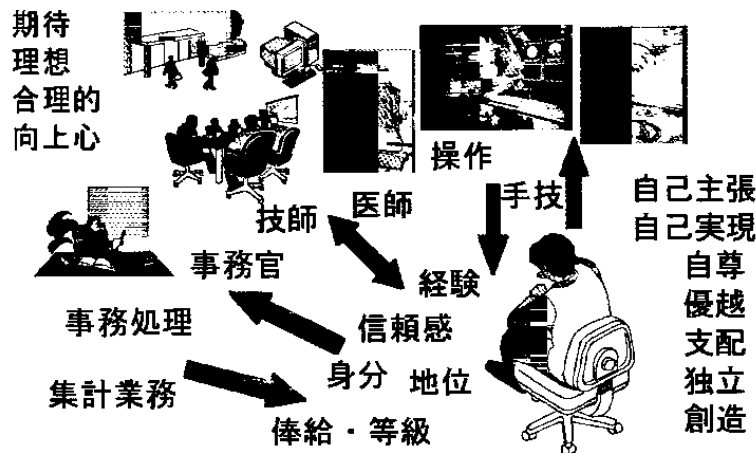 期待
理想
合理的
向上心
操作
手技
医師
技師
事務官
事務処理
集計業務
経験
信頼感
身分
地位
俸給・等級
自己主張
自己実現
自尊
優越
支配
独立
創造